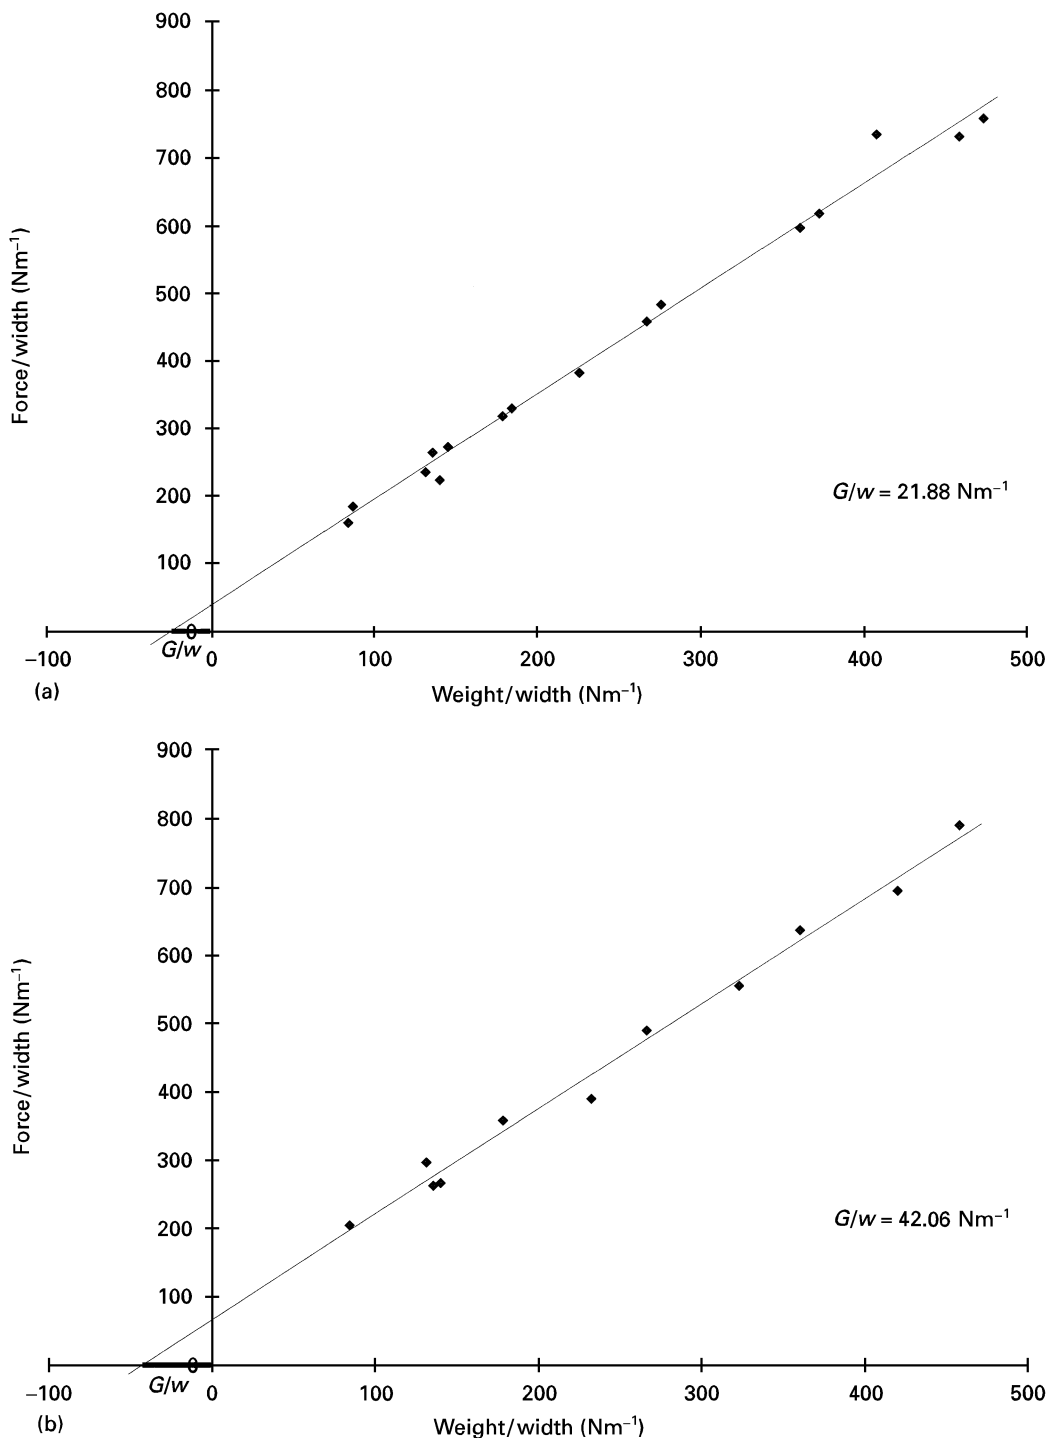 900
800
700
600
500
400
300
200
100
0
Force/width (Nm⁻¹)
G/w = 21.88 Nm⁻¹
G/w
−100 0 100 200 300 400 500
(a)
Weight/width (Nm⁻¹)
900
800
700
600
500
400
300
200
100
0
Force/width (Nm⁻¹)
G/w = 42.06 Nm⁻¹
G/w
−100 0 100 200 300 400 500
(b)
Weight/width (Nm⁻¹)